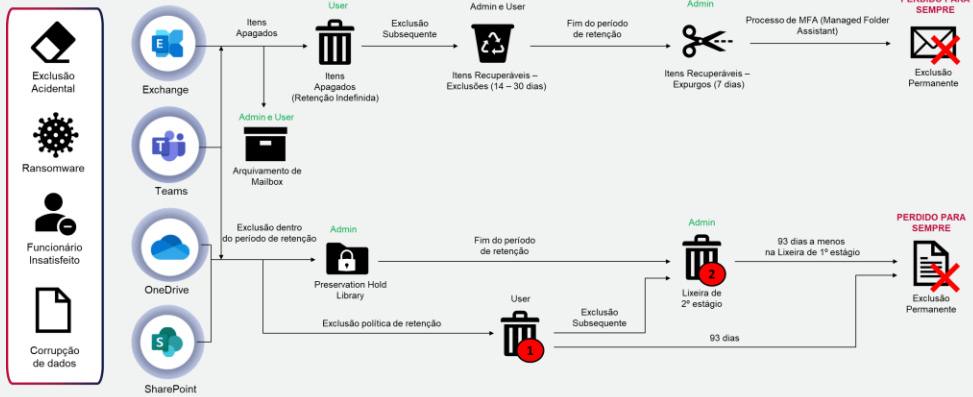 Exclusão
Acidental
Ransomware
Funcionário
Insatisfeito
Corrupção
de dados
E
Exchange
T
Teams
OneDrive
S
SharePoint
Itens
Apagados
User
Itens
Apagados
(Retenção Indefinida)
Exclusão
Subsequente
Admin e User
Itens Recuperáveis –
Exclusões (14 – 30 dias)
Fim do período
de retenção
Admin
Itens Recuperáveis –
Expurgos (7 dias)
Processo de MFA (Managed Folder
Assistant)
PERDIDO PARA
SEMPRE
Exclusão
Permanente
Admin e User
Arquivamento de
Mailbox
Exclusão dentro
do período de retenção
Admin
Preservation Hold
Library
Fim do período
de retenção
Admin
2
Lixeira de
2º estágio
93 dias a menos
na Lixeira de 1º estágio
PERDIDO PARA
SEMPRE
Exclusão
Permanente
Exclusão política de retenção
User
1
Exclusão
Subsequente
93 dias